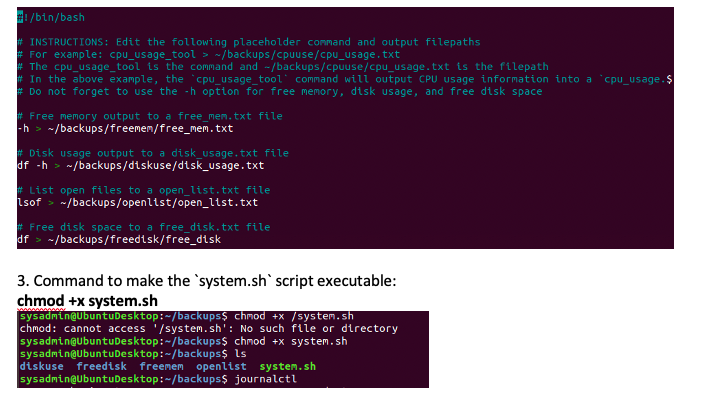 #!/bin/bash
# INSTRUCTIONS: Edit the following placeholder command and output filepaths
# For example: cpu_usage_tool > ~/backups/cpuuse/cpu_usage.txt
# The cpu_usage_tool is the command and ~/backups/cpuuse/cpu_usage.txt is the filepath
# In the above example, the `cpu_usage_tool` command will output CPU usage information into a `cpu_usage.$
# Do not forget to use the -h option for free memory, disk usage, and free disk space
# Free memory output to a free_mem.txt file
-h > ~/backups/freemem/free_mem.txt
# Disk usage output to a disk_usage.txt file
df -h > ~/backups/diskuse/disk_usage.txt
# List open files to a open_list.txt file
lsof > ~/backups/openlist/open_list.txt
# Free disk space to a free_disk.txt file
df > ~/backups/freedisk/free_disk
3. Command to make the `system.sh` script executable:
chmod +x system.sh
sysadmin@UbuntuDesktop:~/backups$ chmod +x /system.sh
chmod: cannot access '/system.sh': No such file or directory
sysadmin@UbuntuDesktop:~/backups$ chmod +x system.sh
sysadmin@UbuntuDesktop:~/backups$ ls
diskuse freedisk freemem openlist system.sh
sysadmin@UbuntuDesktop:~/backups$ journalctl